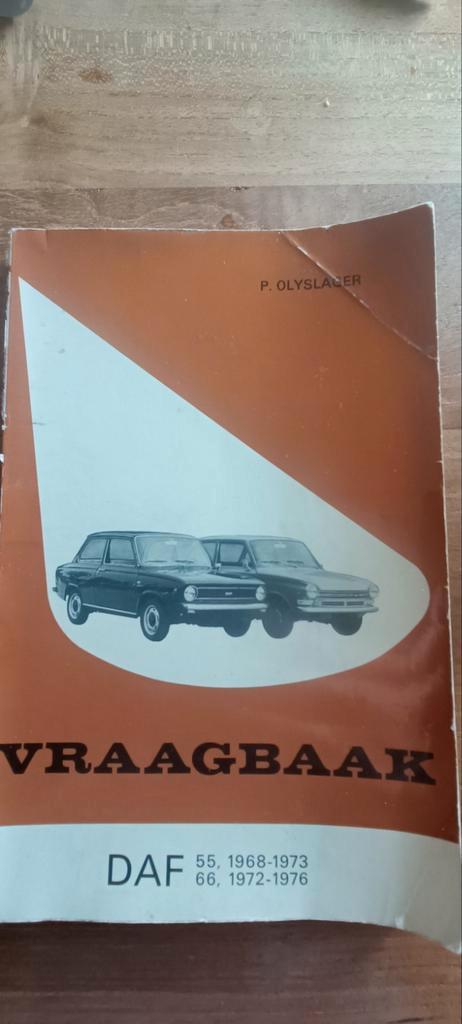 P. OLYSLAGER
VRAAGBAAK
DAF 55, 1968-1973
66, 1972-1976